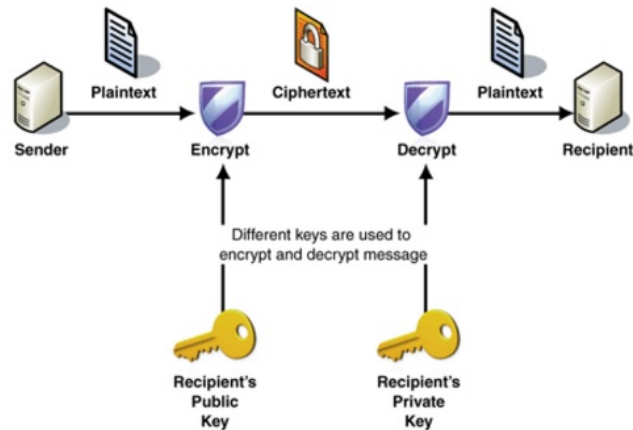 Plaintext
Ciphertext
Plaintext
Sender
Encrypt
Decrypt
Recipient
Different keys are used to
encrypt and decrypt message
Recipient's
Public
Key
Recipient's
Private
Key